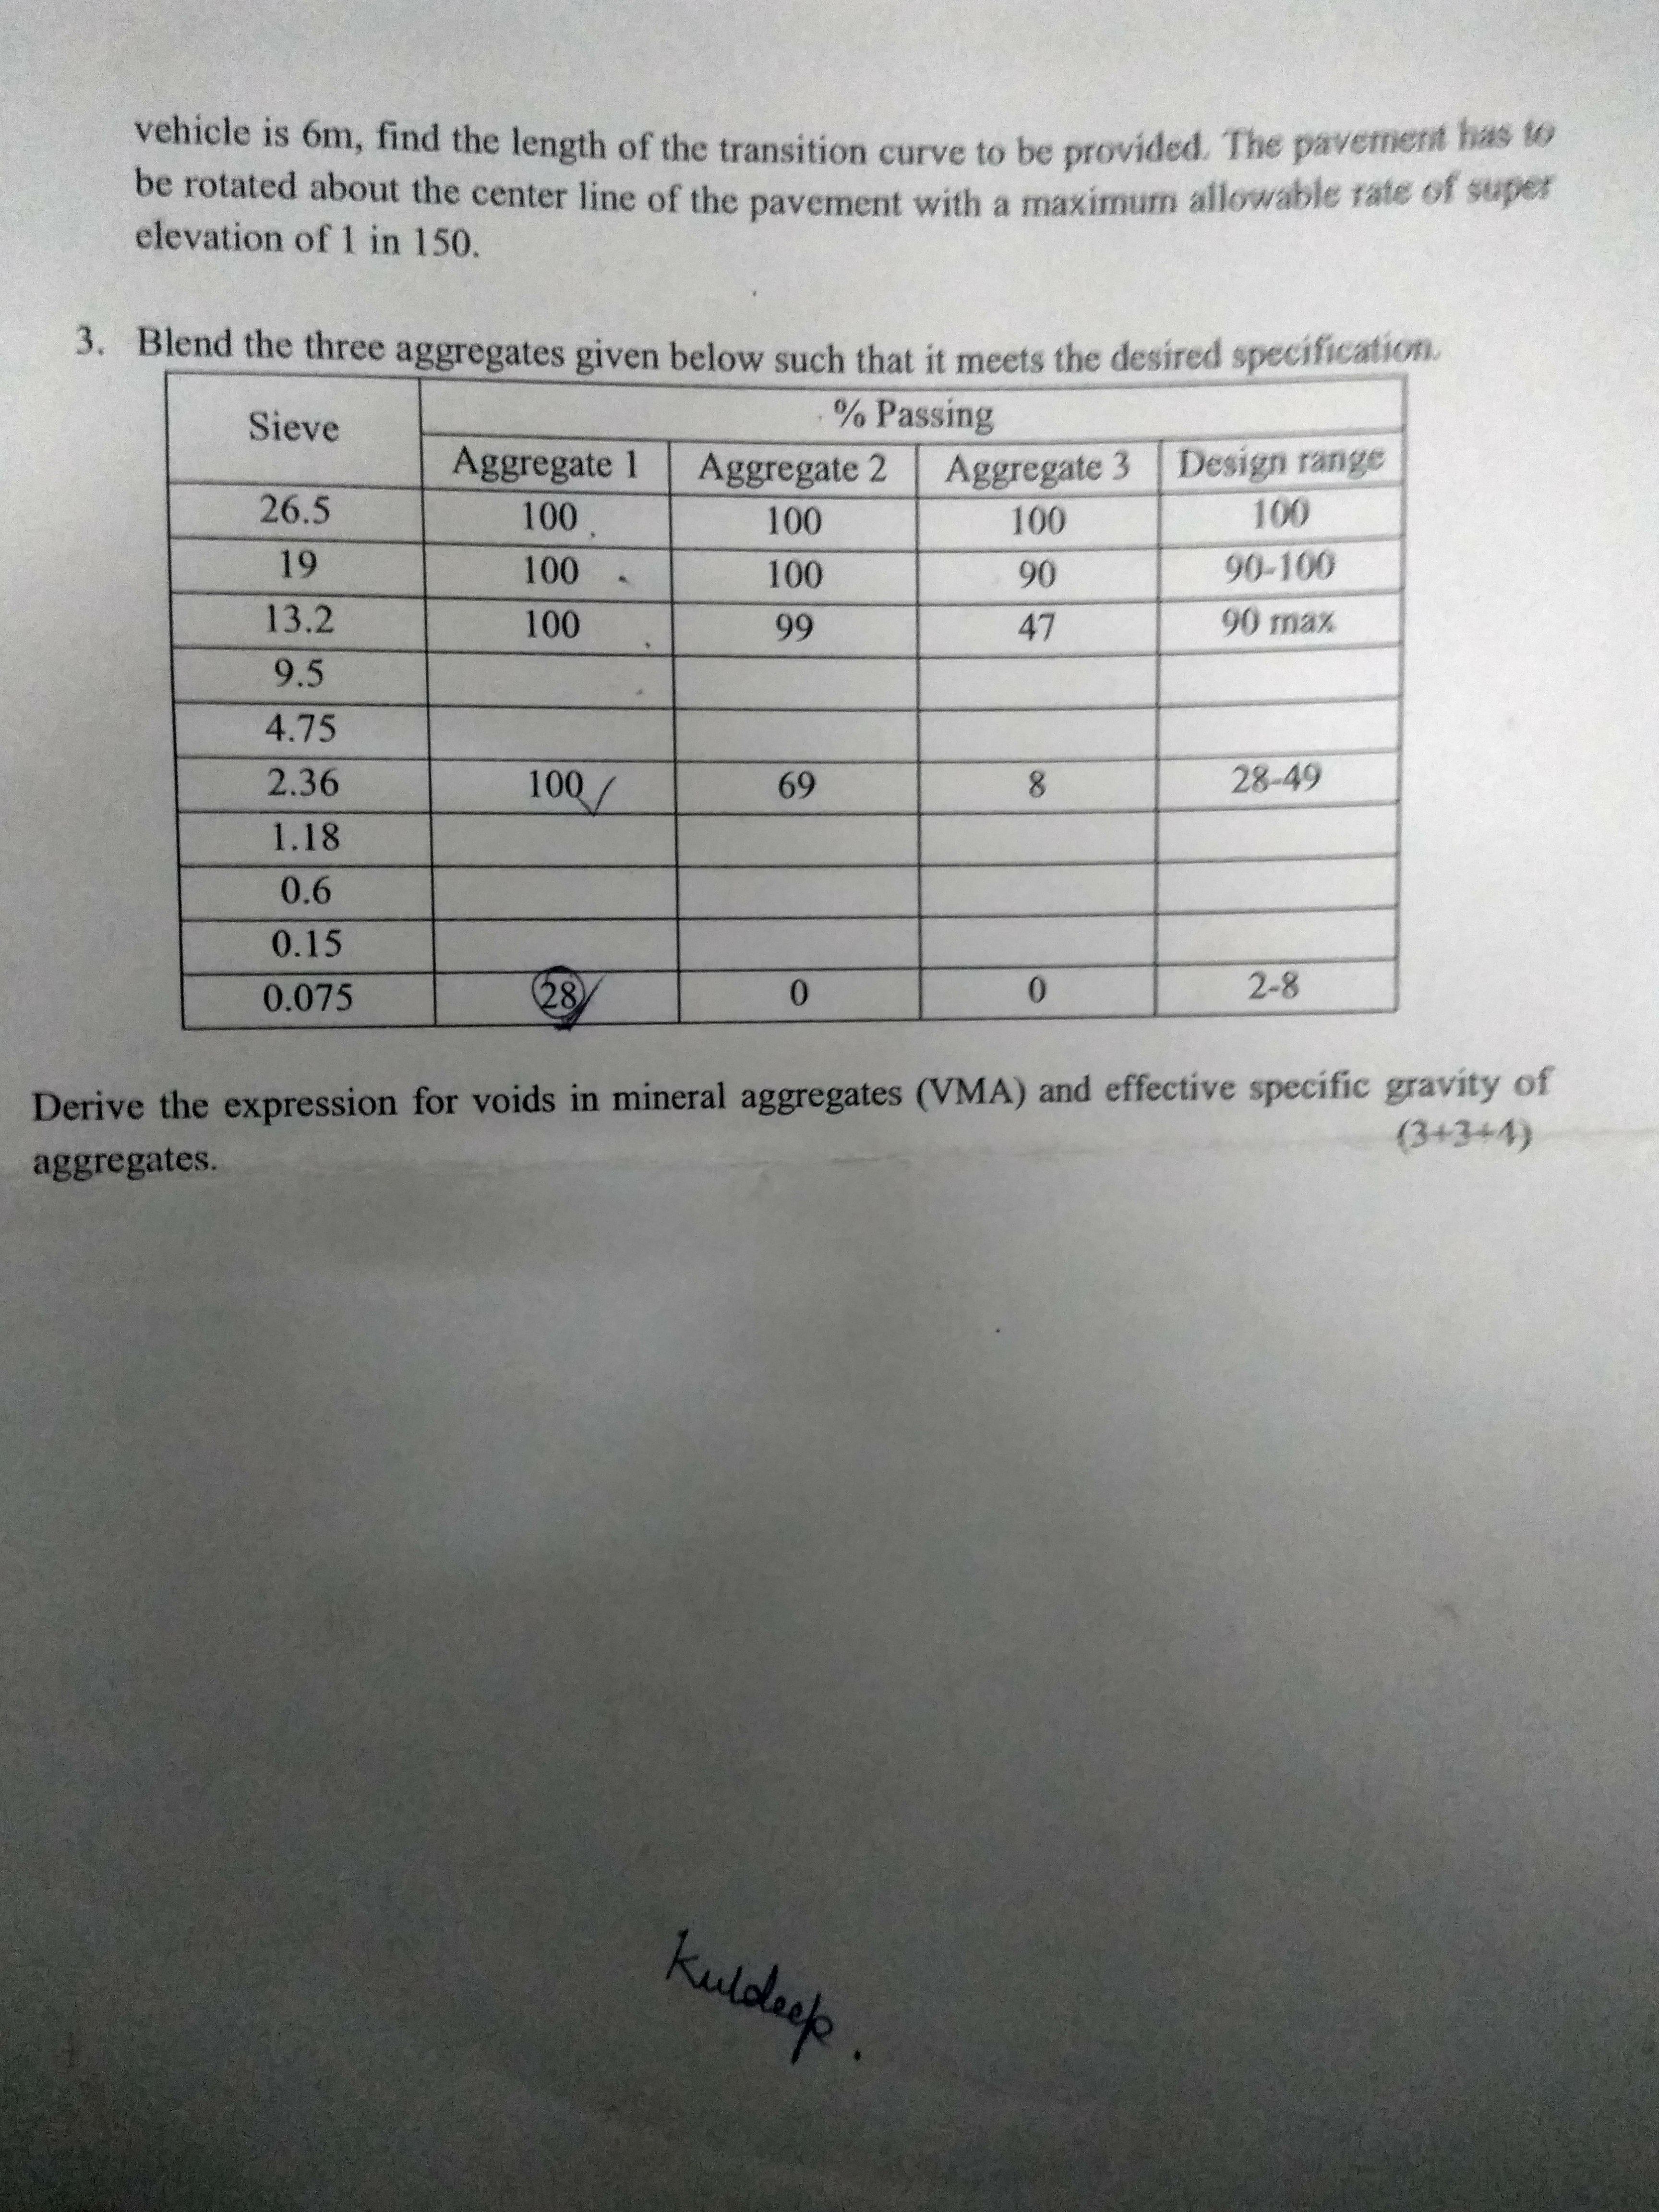 vehicle is 6m, find the length of the transition curve to be provided. The pavement has to
be rotated about the center line of the pavement with a maximum allowable rate of super
elevation of 1 in 150.
3. Blend the three aggregates given below such that it meets the desired specification.
Sieve % Passing
Aggregate 1 Aggregate 2 Aggregate 3 Design range
26.5 100 100 100 100
19 100 100 90 90-100
13.2 100 99 47 90 max
9.5
4.75
2.36 100 69 8 28-49
1.18
0.6
0.15
0.075 28 0 0 2-8
Derive the expression for voids in mineral aggregates (VMA) and effective specific gravity of
aggregates. (3+3+4)
Kuldeep.